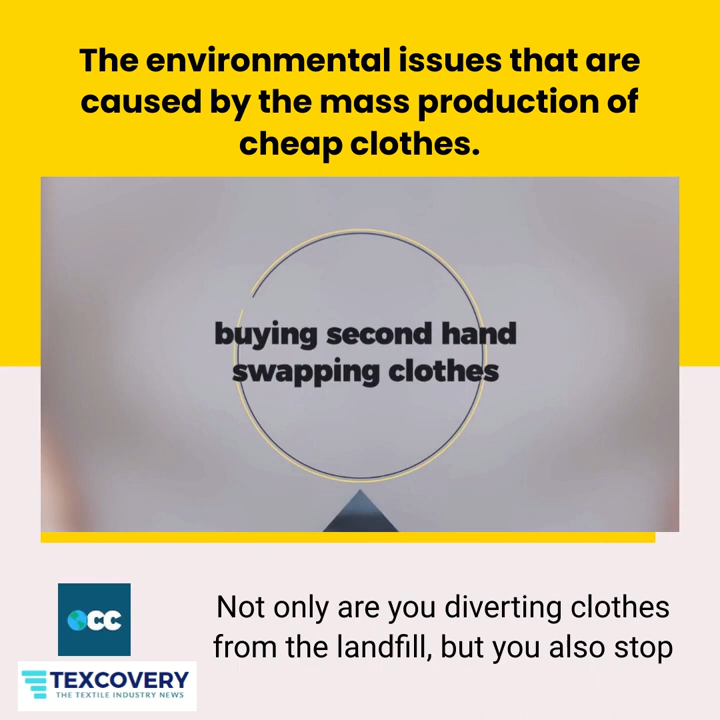 The environmental issues that are
caused by the mass production of
cheap clothes.
buying second hand
swapping clothes
Not only are you diverting clothes
from the landfill, but you also stop
CC
TEXCOVERY
THE TEXTILE INDUSTRY NEWS